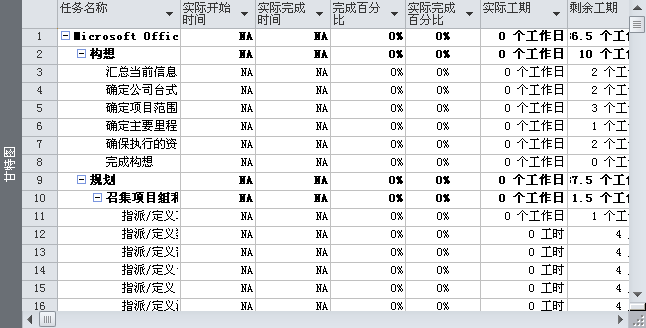 任务名称 实际开始时间 实际完成时间 完成百分比 实际完成百分比 实际工期 剩余工期
1 Microsoft Offic NA NA 0% 0% 0 个工作日 6.5 个工
2 构想 NA NA 0% 0% 0 个工作日 10 个工
3 汇总当前信息 NA NA 0% 0% 0 个工作日 2 个工
4 确定公司台式 NA NA 0% 0% 0 个工作日 2 个工
5 确定项目范围 NA NA 0% 0% 0 个工作日 3 个工
6 确定主要里程 NA NA 0% 0% 0 个工作日 1 个工
7 确保执行的资 NA NA 0% 0% 0 个工作日 2 个工
8 完成构想 NA NA 0% 0% 0 个工作日 0 个工
9 规划 NA NA 0% 0% 0 个工作日 7.5 个工
10 召集项目组和 NA NA 0% 0% 0 个工作日 1.5 个工
11 指派/定义 NA NA 0% 0% 0 个工作日 1 个工
12 指派/定义 NA NA 0% 0% 0 工时 4
13 指派/定义 NA NA 0% 0% 0 工时 4
14 指派/定义 NA NA 0% 0% 0 工时 4
15 指派/定义 NA NA 0% 0% 0 工时 4
16 指派/定义 NA NA 0% 0% 0 工时 4
甘特图